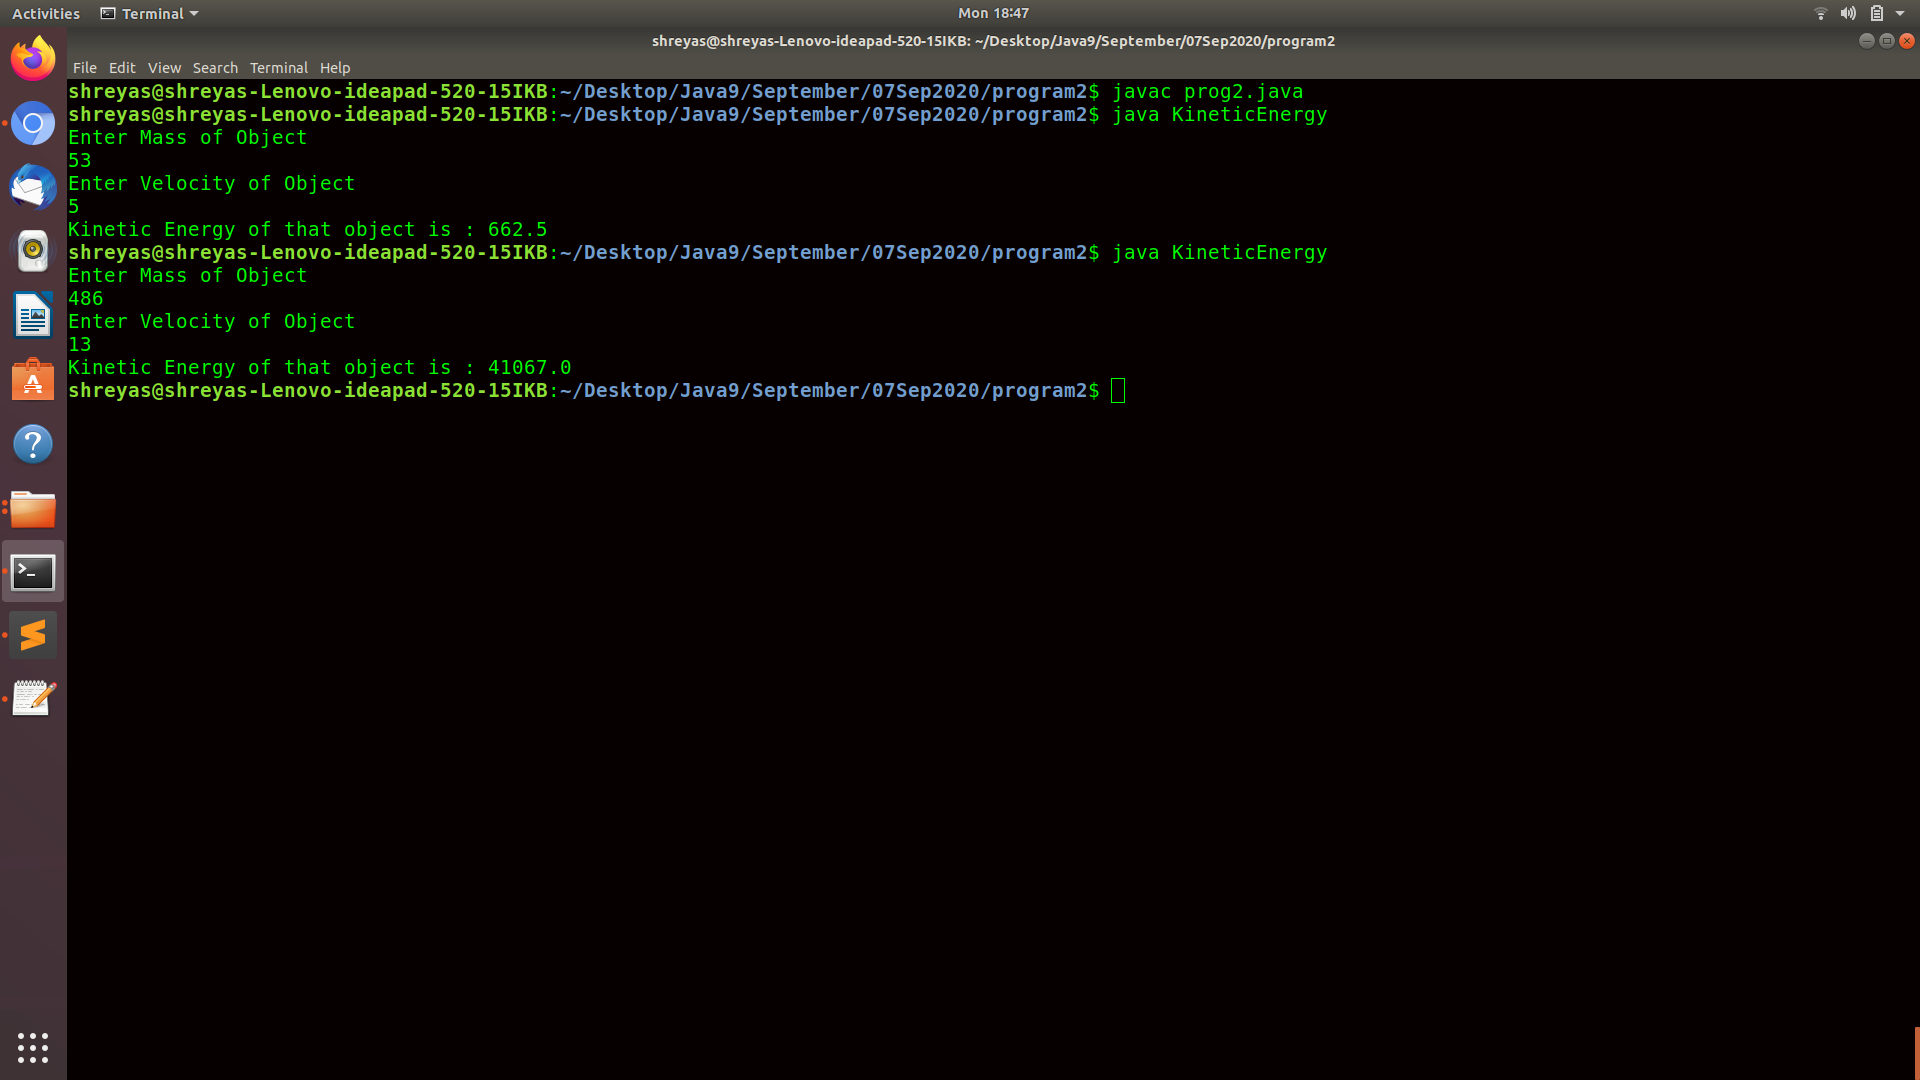 Activities Terminal Mon 18:47
shreyas@shreyas-Lenovo-ideapad-520-15IKB: ~/Desktop/Java9/September/07Sep2020/program2
File Edit View Search Terminal Help
shreyas@shreyas-Lenovo-ideapad-520-15IKB:~/Desktop/Java9/September/07Sep2020/program2$ javac prog2.java
shreyas@shreyas-Lenovo-ideapad-520-15IKB:~/Desktop/Java9/September/07Sep2020/program2$ java KineticEnergy
Enter Mass of Object
53
Enter Velocity of Object
5
Kinetic Energy of that object is : 662.5
shreyas@shreyas-Lenovo-ideapad-520-15IKB:~/Desktop/Java9/September/07Sep2020/program2$ java KineticEnergy
Enter Mass of Object
486
Enter Velocity of Object
13
Kinetic Energy of that object is : 41067.0
shreyas@shreyas-Lenovo-ideapad-520-15IKB:~/Desktop/Java9/September/07Sep2020/program2$